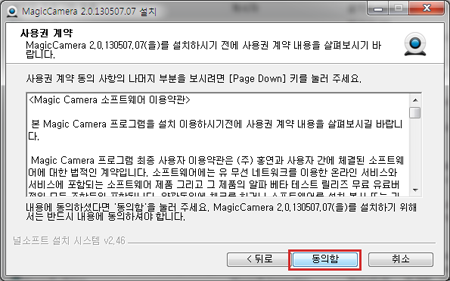 MagicCamera 2.0.130507.07 설치
사용권 계약
MagicCamera 2.0.130507.07(을)를 설치하시기 전에 사용권 계약 내용을 살펴보시기 바
랍니다.
사용권 계약 동의 사항의 나머지 부분을 보시려면 [Page Down] 키를 눌러 주세요.
<Magic Camera 소프트웨어 이용약관>
본 Magic Camera 프로그램을 설치 이용하시기전에 사용권 계약 내용을 살펴보시길 바랍니
다.
Magic Camera 프로그램 최종 사용자 이용약관은 (주) 홍연과 사용자 간에 체결된 소프트웨
어에 대한 법적인 계약입니다. 소프트웨어에는 유 무선 네트워크를 이용한 온라인 서비스와
서비스에 포함되는 소프트웨어 제품 그리고 그 제품의 알파 베타 테스트 릴리즈 무료 유료버
내용에 동의하셨다면 '동의함'을 눌러 주세요. MagicCamera 2.0.130507.07(을)를 설치하기 위해
서는 반드시 내용에 동의하셔야 합니다.
널소프트 설치 시스템 v2.46
< 뒤로
동의함
취소